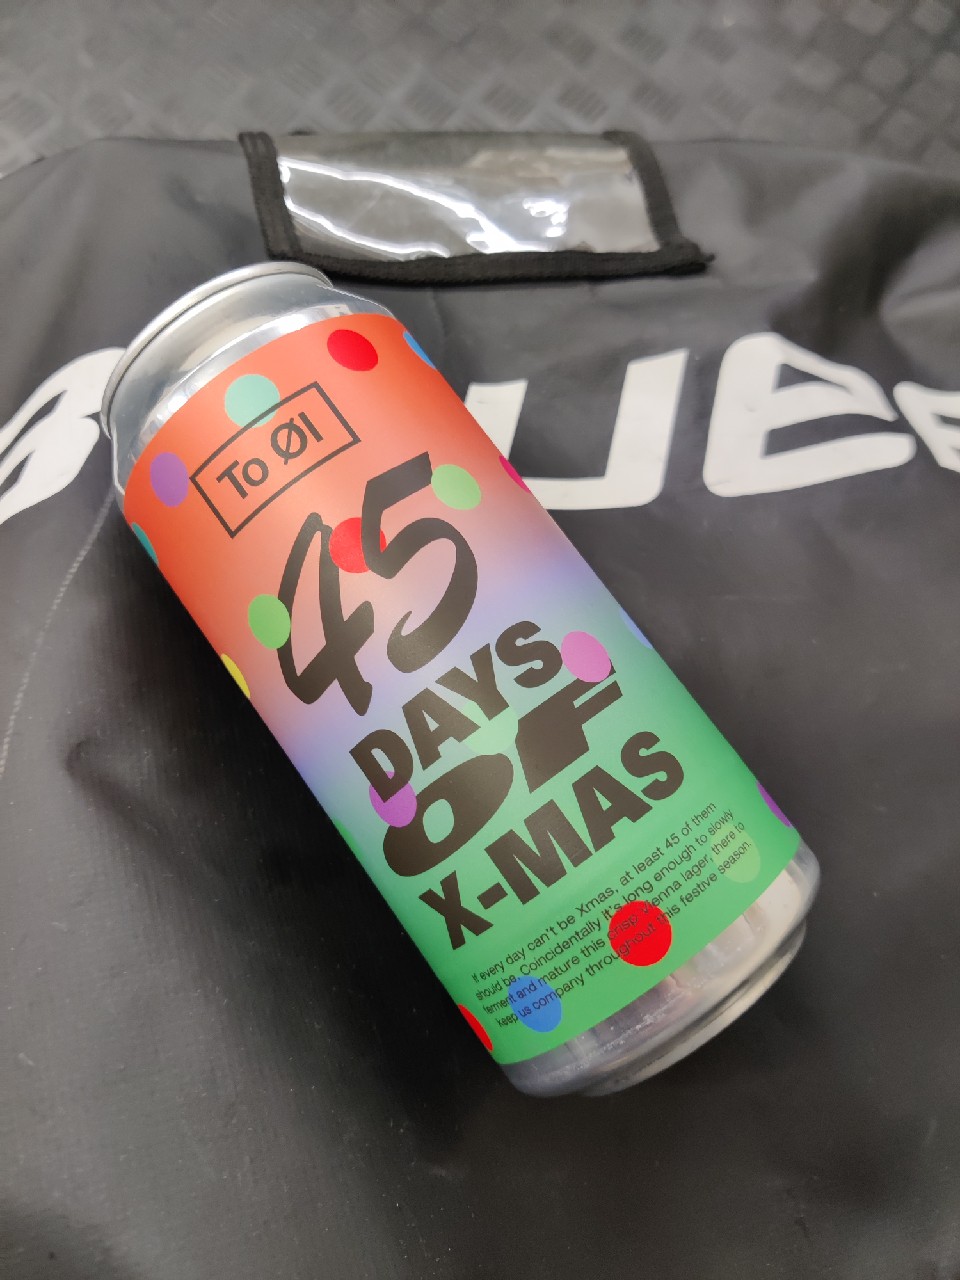 To Øl
45
DAYS
OF
X-MAS
If every day can't be Xmas, at least 45 of them
should be. Coincidentally it's long enough to slowly
ferment and mature this crisp, vienna lager, there to
keep us company throughout this festive season.